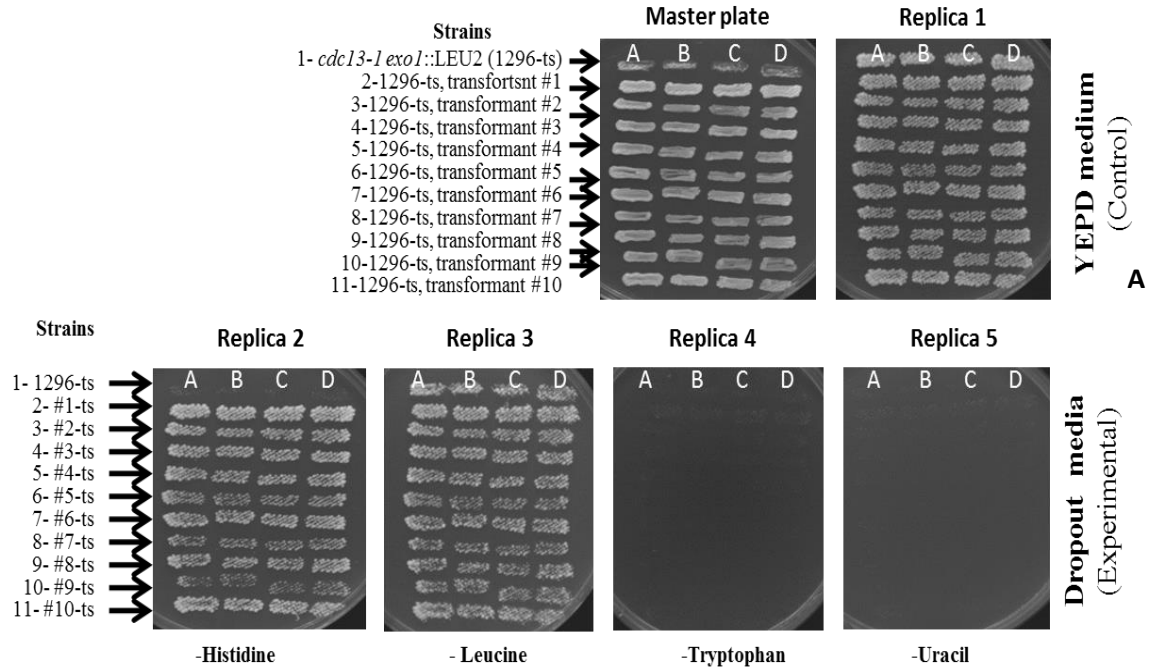 Master plate
Replica 1
Strains
1- cdc13-1 exo1::LEU2 (1296-ts)
2-1296-ts, transfortsnt #1
3-1296-ts, transformant #2
4-1296-ts, transformant #3
5-1296-ts, transformant #4
6-1296-ts, transformant #5
7-1296-ts, transformant #6
8-1296-ts, transformant #7
9-1296-ts, transformant #8
10-1296-ts, transformant #9
11-1296-ts, transformant #10
A B C D
A B C D
YEPD medium
(Control)
A
Strains
Replica 2
Replica 3
Replica 4
Replica 5
1- 1296-ts
2- #1-ts
3- #2-ts
4- #3-ts
5- #4-ts
6- #5-ts
7- #6-ts
8- #7-ts
9- #8-ts
10- #9-ts
11- #10-ts
A B C D
A B C D
A B C D
A B C D
Dropout media
(Experimental)
-Histidine
- Leucine
-Tryptophan
-Uracil